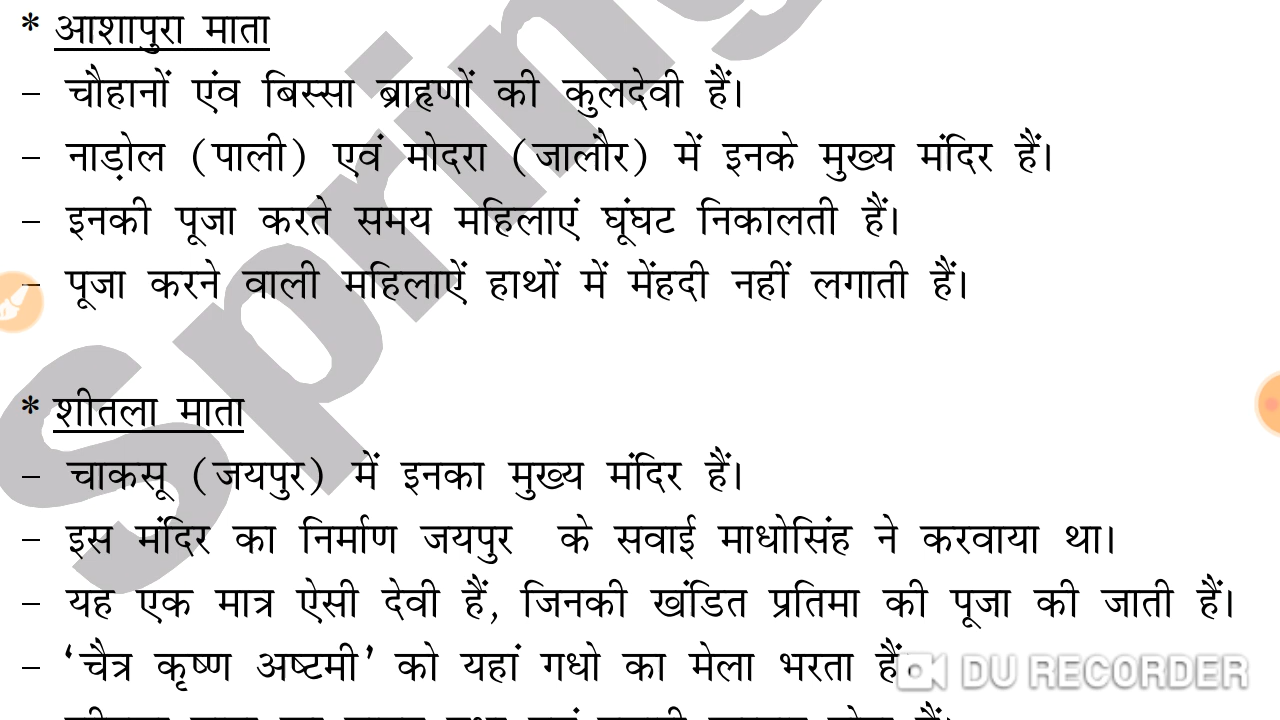 * आशापुरा माता
- चौहानों एंव बिस्सा ब्राहृणों की कुलदेवी हैं।
- नाड़ोल (पाली) एवं मोदरा (जालौर) में इनके मुख्य मंदिर हैं।
- इनकी पूजा करते समय महिलाएं घूंघट निकालती हैं।
- पूजा करने वाली महिलाऐं हाथों में मेंहदी नहीं लगाती हैं।
* शीतला माता
- चाकसू (जयपुर) में इनका मुख्य मंदिर हैं।
- इस मंदिर का निर्माण जयपुर के सवाई माधोसिंह ने करवाया था।
- यह एक मात्र ऐसी देवी हैं, जिनकी खंडित प्रतिमा की पूजा की जाती हैं।
- ‘चैत्र कृष्ण अष्टमी’ को यहां गधो का मेला भरता हैं
DU RECORDER
Spring